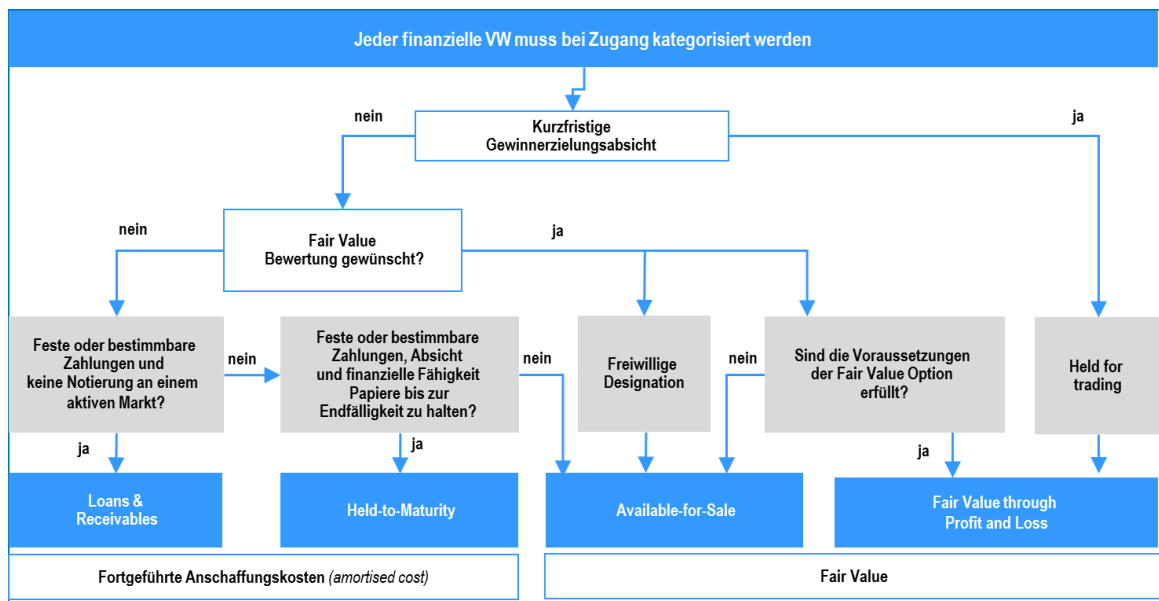 Jeder finanzielle VW muss bei Zugang kategorisiert werden
nein
Kurzfristige
Gewinnerzielungsabsicht
ja
nein
Fair Value
Bewertung gewünscht?
ja
Feste oder bestimmbare
Zahlungen und
keine Notierung an einem
aktiven Markt?
nein
Feste oder bestimmbare
Zahlungen, Absicht
und finanzielle Fähigkeit
Papiere bis zur
Endfälligkeit zu halten?
nein
Freiwillige
Designation
nein
Sind die Voraussetzungen
der Fair Value Option
erfüllt?
Held for
trading
ja
ja
ja
Loans &
Receivables
Held-to-Maturity
Available-for-Sale
Fair Value through
Profit and Loss
Fortgeführte Anschaffungskosten (amortised cost)
Fair Value